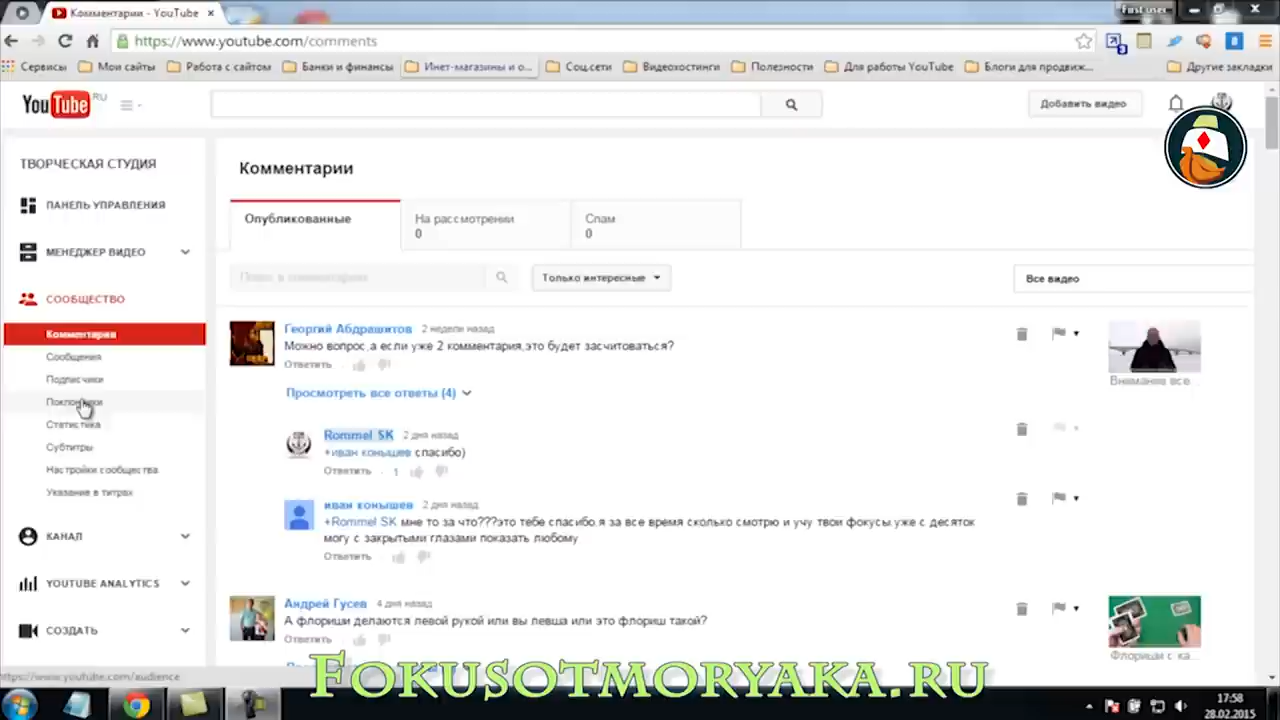 Комментарии - YouTube
First user
https://www.youtube.com/comments
Сервисы
Мои сайты
Работа с сайтом
Банки и финансы
Инет-магазины и о...
Соц.сети
Видеохостинги
Полезности
Для работы YouTube
Блоги для продвиж...
Другие закладки
YouTube RU
Добавить видео
ТВОРЧЕСКАЯ СТУДИЯ
ПАНЕЛЬ УПРАВЛЕНИЯ
МЕНЕДЖЕР ВИДЕО
СООБЩЕСТВО
Комментарии
Сообщения
Подписчики
Поклонники
Статистика
Субтитры
Настройки сообщества
Указание в титрах
КАНАЛ
YOUTUBE ANALYTICS
СОЗДАТЬ
Комментарии
Опубликованные
На рассмотрении
0
Спам
0
Поиск в комментариях
Только интересные
Все видео
Георгий Абдрашитов 2 недели назад
Можно вопрос,а если уже 2 комментария,это будет засчитоваться?
Ответить
Внимание все...
Просмотреть все ответы (4)
Rommel SK 2 дня назад
+иван конышев спасибо)
Ответить · 1
иван конышев 2 дня назад
+Rommel SK мне то за что???это тебе спасибо.я за все время сколько смотрю и учу твои фокусы.уже с десяток
могу с закрытыми глазами показать любому
Ответить
Андрей Гусев 4 дня назад
А флориши делаются левой рукой или вы левша или это флориш такой?
Ответить
Флориши с ка...
https://www.youtube.com/audience
Fokusotmoryaka.ru
17:58
28.02.2015